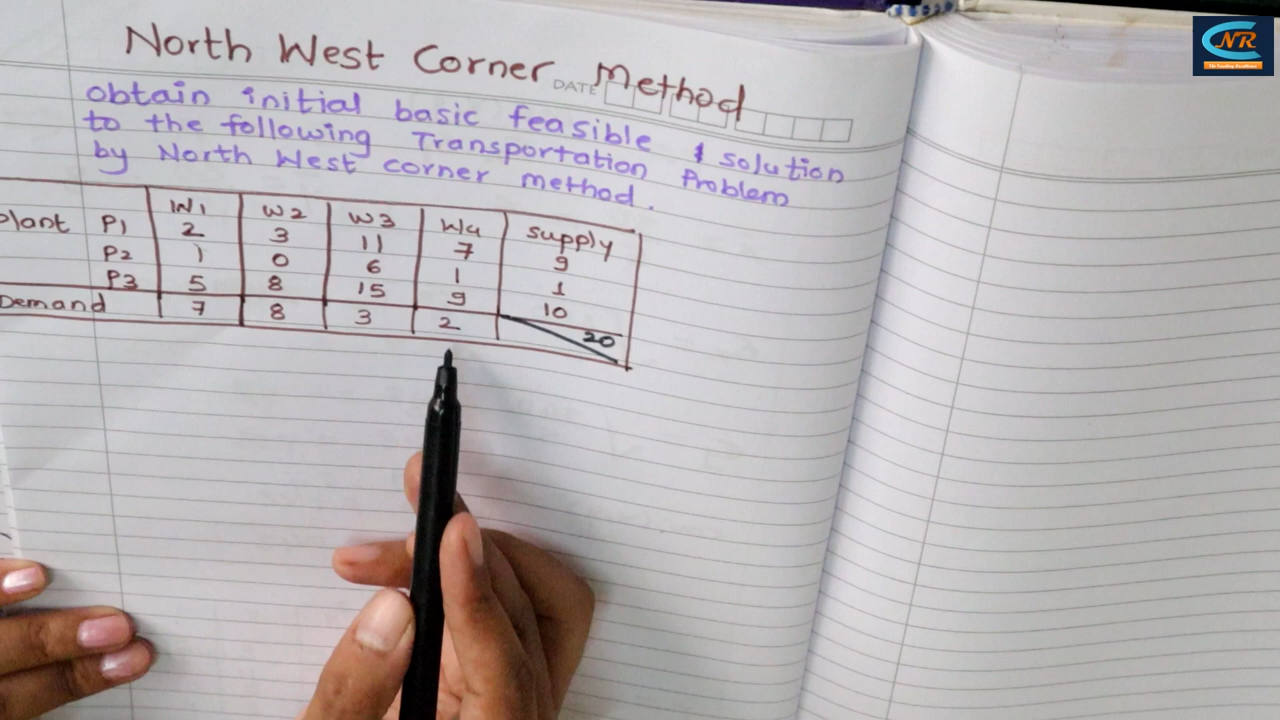 North West Corner Method
DATE
obtain initial basic feasible solution
to the following Transportation Problem
by North West corner method.
W1 W2 W3 W4 Supply
Plant P1 2 3 11 7 9
P2 1 0 6 1 1
P3 5 8 15 9 10
Demand 7 8 3 2 20
NR